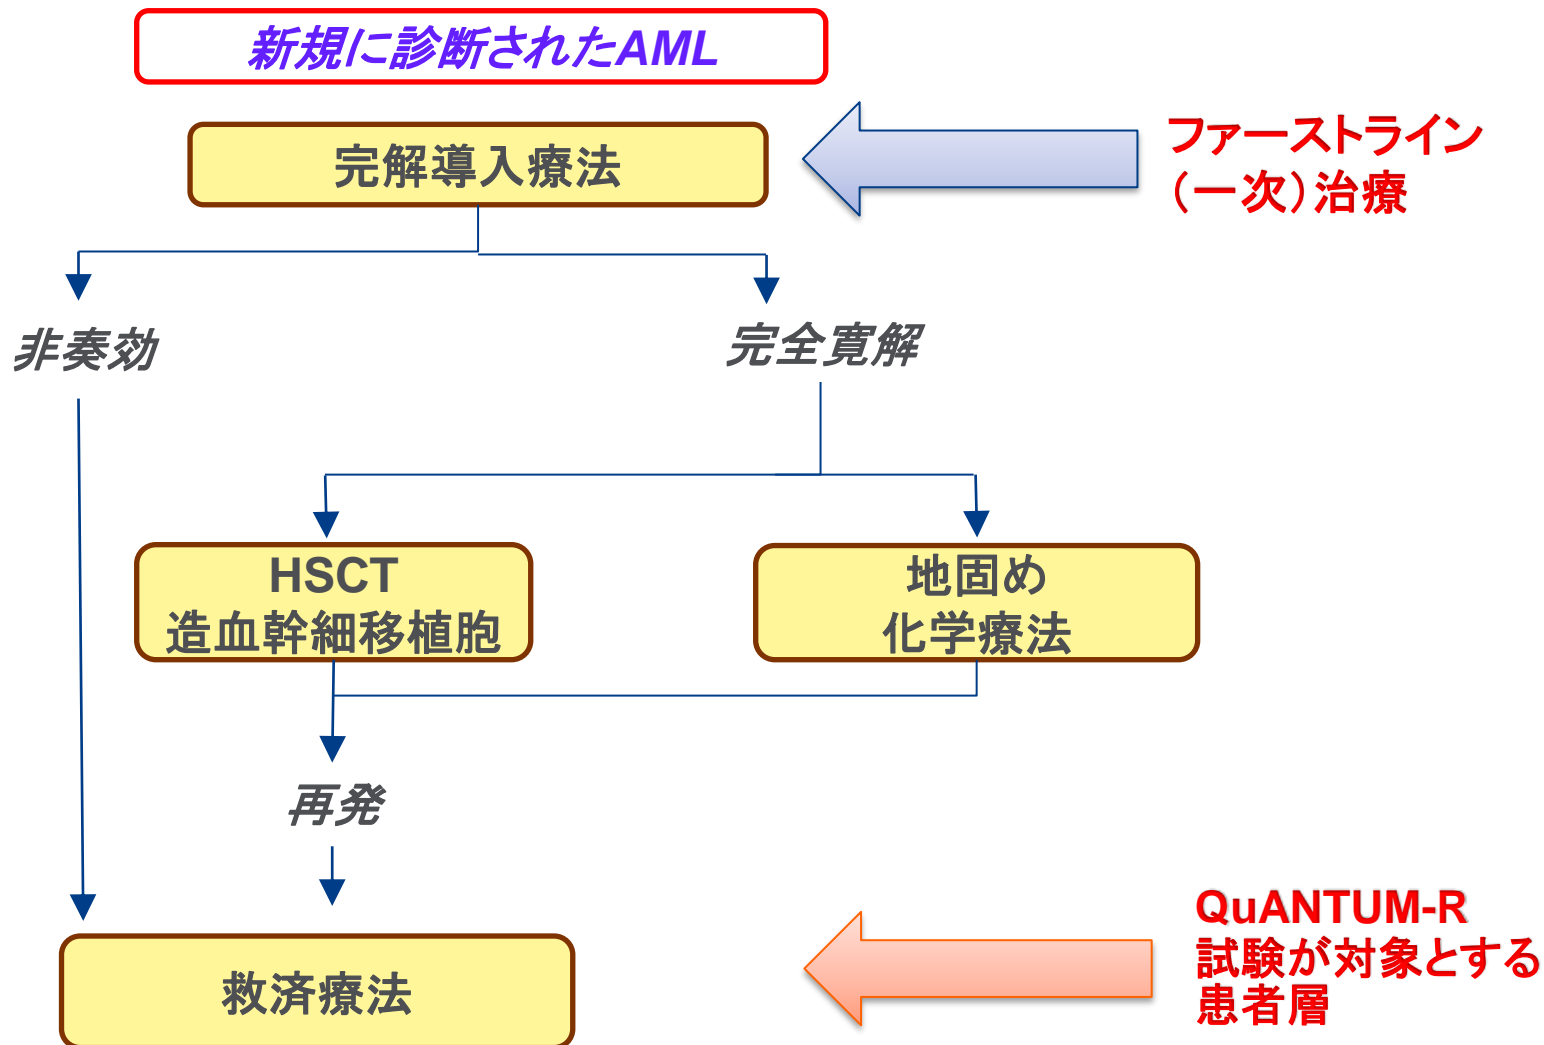 新規に診断されたAML
完解導入療法
ファーストライン
（一次）治療
非奏効
完全寛解
HSCT
造血幹細移植胞
地固め
化学療法
再発
救済療法
QuANTUM-R
試験が対象とする
患者層